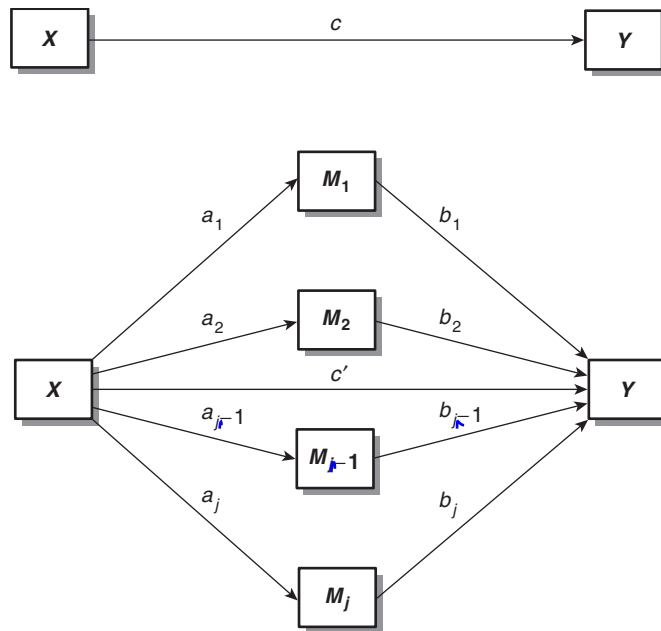 c
X Y
M₁
a₁ b₁
M₂
a₂ b₂
X c′ Y
aⱼ₋₁ bⱼ₋₁
Mⱼ₋₁
aⱼ bⱼ
Mⱼ